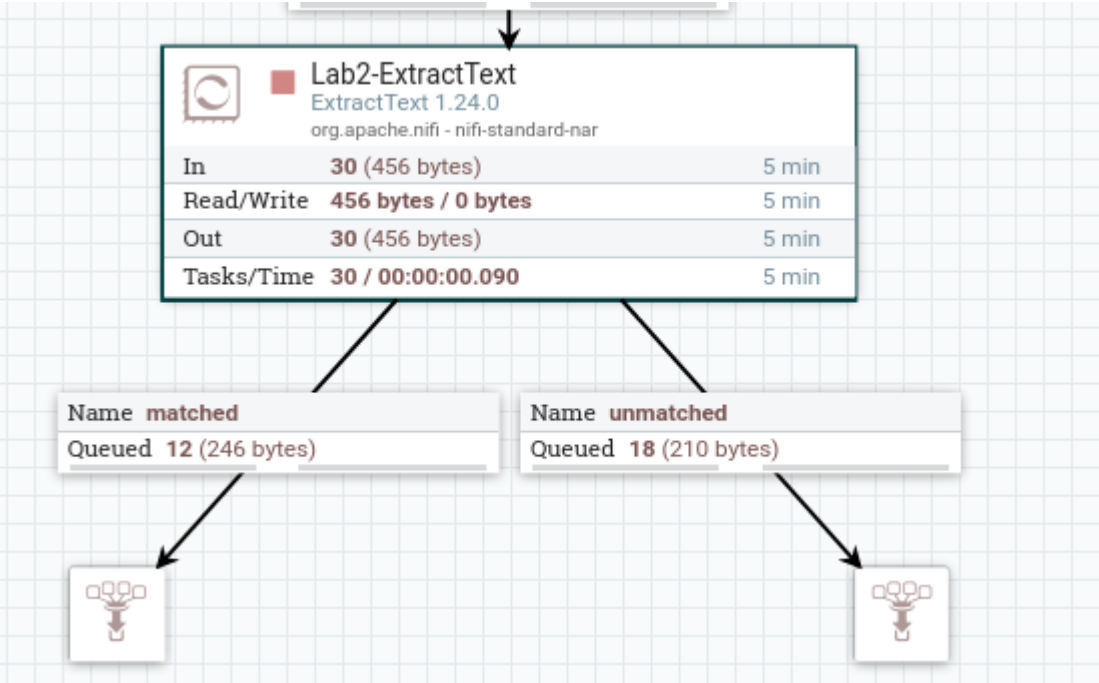 Lab2-ExtractText
ExtractText 1.24.0
org.apache.nifi - nifi-standard-nar
In 30 (456 bytes) 5 min
Read/Write 456 bytes / 0 bytes 5 min
Out 30 (456 bytes) 5 min
Tasks/Time 30 / 00:00:00.090 5 min
Name matched
Queued 12 (246 bytes)
Name unmatched
Queued 18 (210 bytes)